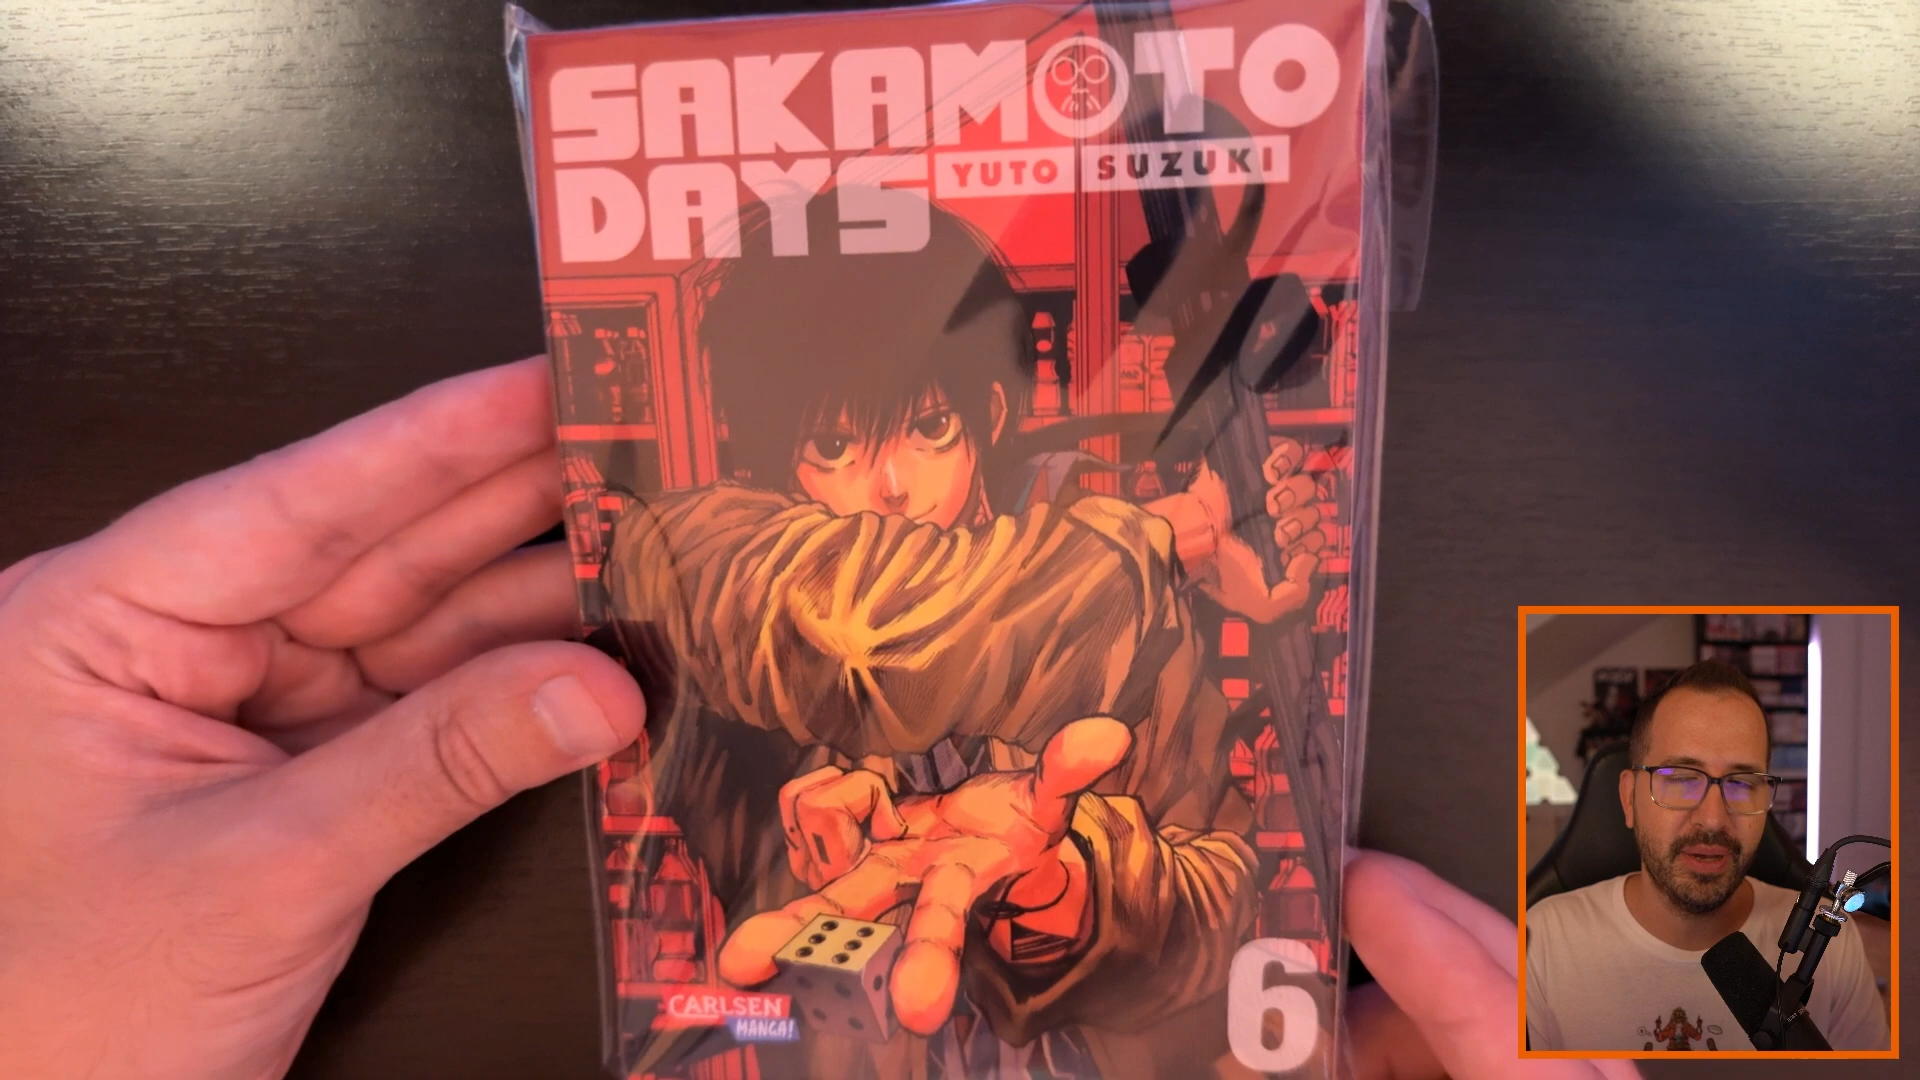 SAKAMOTO
DAYS
YUTO SUZUKI
CARLSEN
MANGA!
6